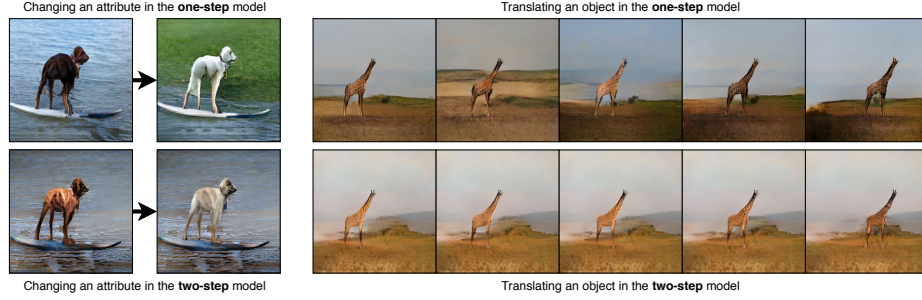 Changing an attribute in the one-step model
Translating an object in the one-step model
Changing an attribute in the two-step model
Translating an object in the two-step model